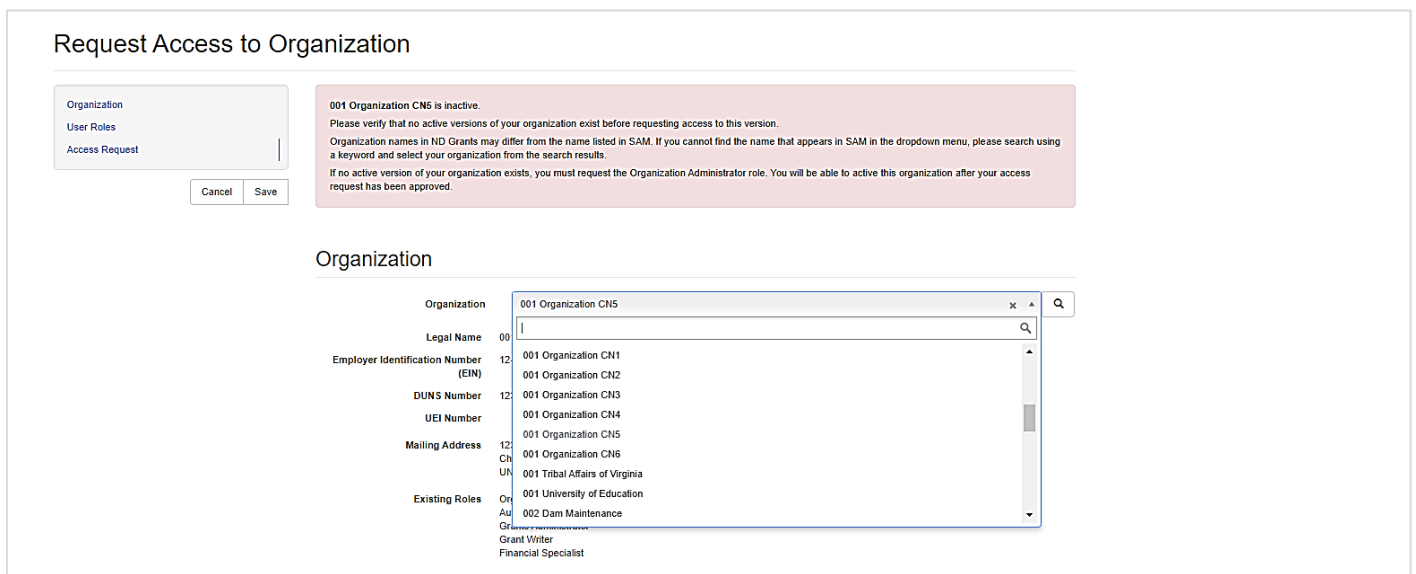 Request Access to Organization
Organization
User Roles
Access Request
Cancel
Save
001 Organization CN5 is inactive.
Please verify that no active versions of your organization exist before requesting access to this version.
Organization names in ND Grants may differ from the name listed in SAM. If you cannot find the name that appears in SAM in the dropdown menu, please search using
a keyword and select your organization from the search results.
If no active version of your organization exists, you must request the Organization Administrator role. You will be able to active this organization after your access
request has been approved.
Organization
Organization
001 Organization CN5
Legal Name
Employer Identification Number
(EIN)
DUNS Number
UEI Number
Mailing Address
Existing Roles
001 Organization CN1
001 Organization CN2
001 Organization CN3
001 Organization CN4
001 Organization CN5
001 Organization CN6
001 Tribal Affairs of Virginia
001 University of Education
002 Dam Maintenance
Grant Writer
Financial Specialist